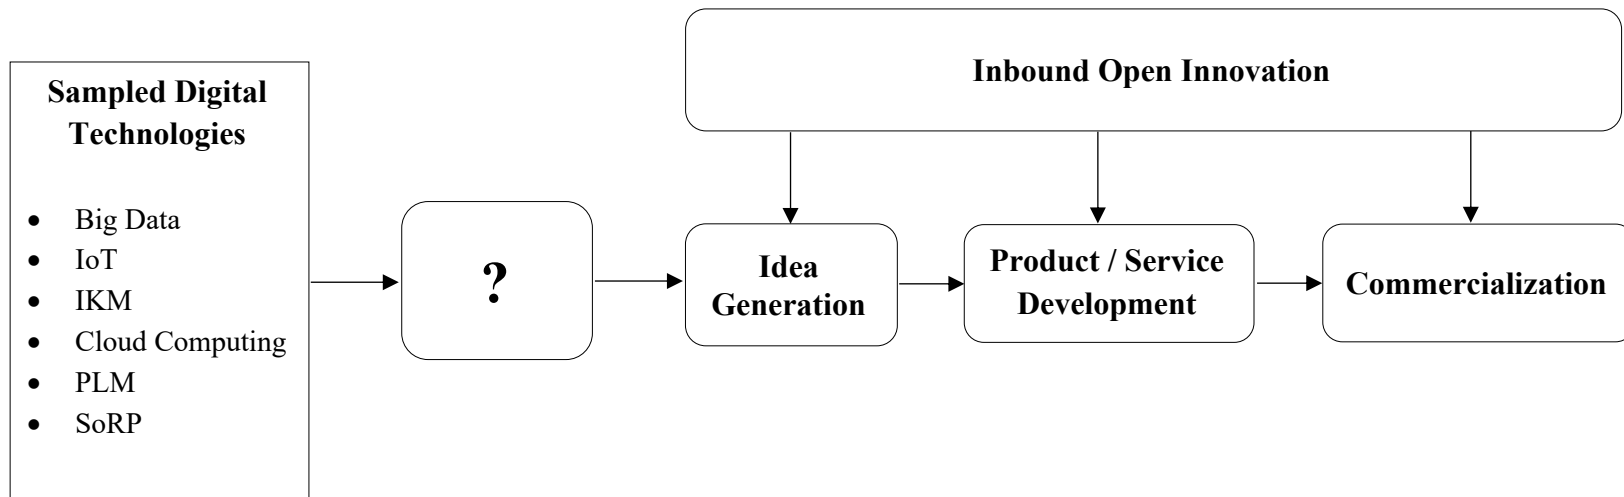 Sampled Digital
Technologies
• Big Data
• IoT
• IKM
• Cloud Computing
• PLM
• SoRP
?
Inbound Open Innovation
Idea
Generation
Product / Service
Development
Commercialization